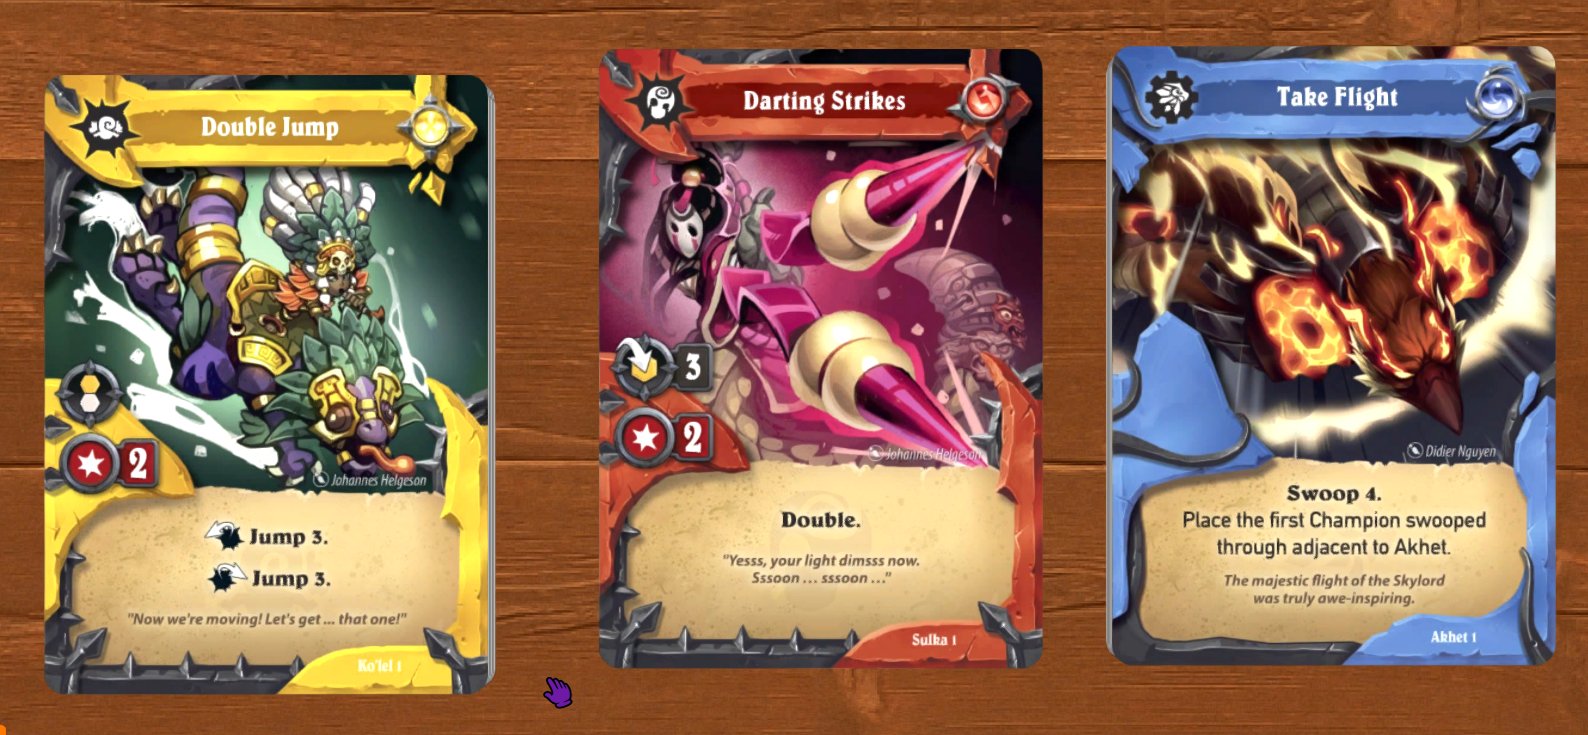 Double Jump
2
Johannes Helgeson
Jump 3.
Jump 3.
"Now we're moving! Let's get ... that one!"
Ko'lel 1
Darting Strikes
3
2
Johannes Helgeson
Double.
"Yesss, your light dimsss now.
Sssoon ... sssoon ..."
Sulka 1
Take Flight
Didier Nguyen
Swoop 4.
Place the first Champion swooped
through adjacent to Akhet.
The majestic flight of the Skylord
was truly awe-inspiring.
Akhet 1